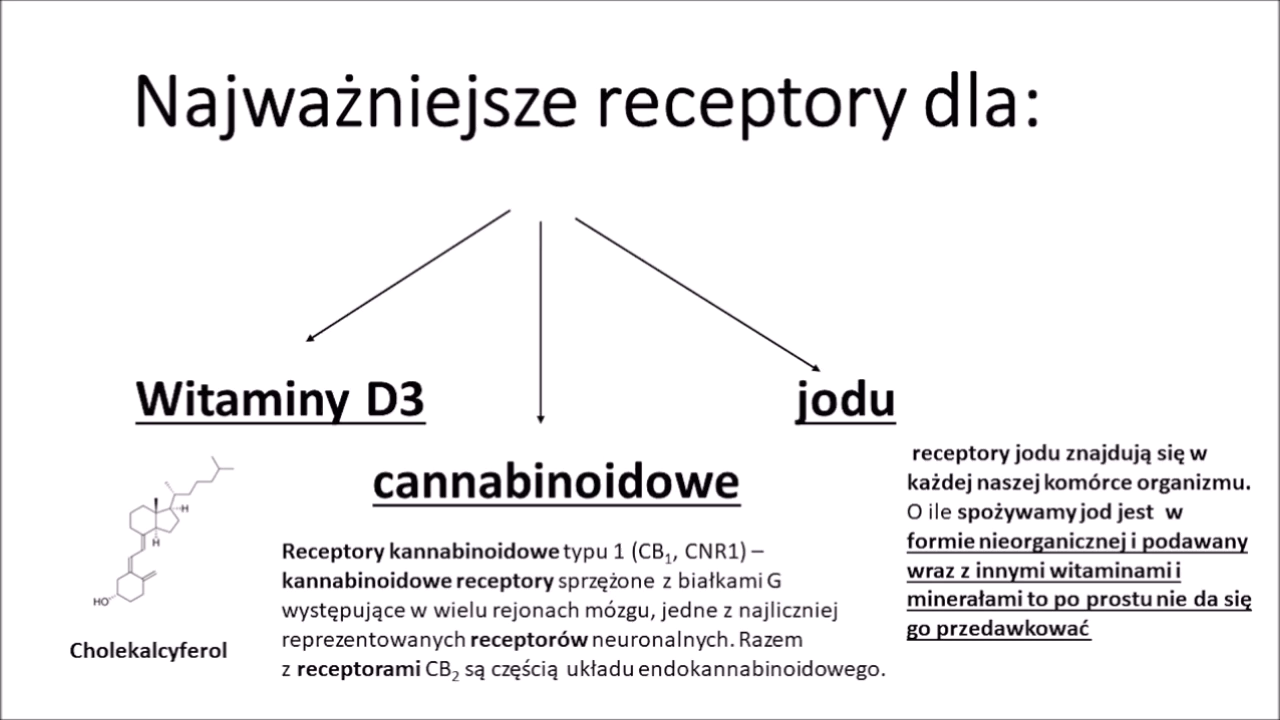 Najważniejsze receptory dla:
Witaminy D3
jodu
cannabinoidowe
H
H
HO
Cholekalcyferol
Receptory kannabinoidowe typu 1 (CB₁, CNR1) –
kannabinoidowe receptory sprzężone z białkami G
występujące w wielu rejonach mózgu, jedne z najliczniej
reprezentowanych receptorów neuronalnych. Razem
z receptorami CB₂ są częścią układu endokannabinoidowego.
receptory jodu znajdują się w
każdej naszej komórce organizmu.
O ile spożywamy jod jest w
formie nieorganicznej i podawany
wraz z innymi witaminami i
minerałami to po prostu nie da się
go przedawkować